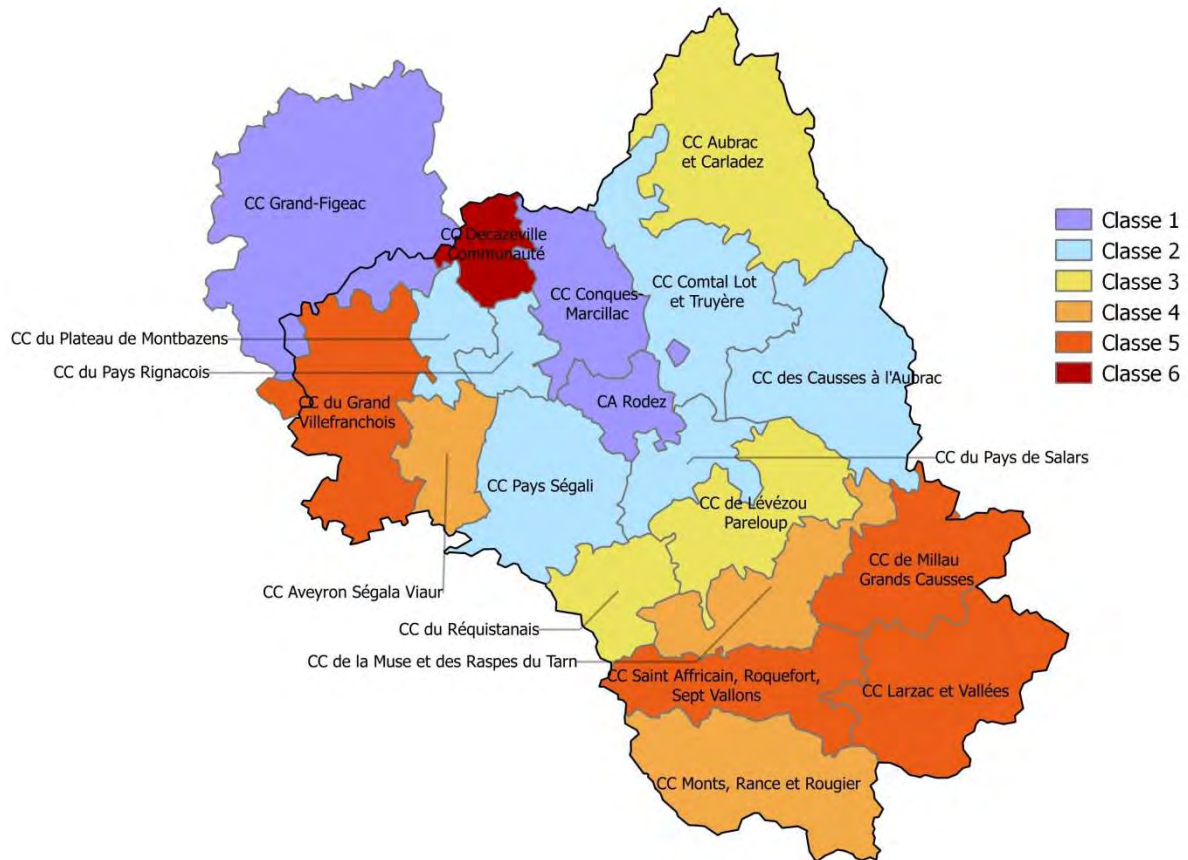 CC Aubrac
et Carladez
CC Grand-Figeac
Classe 1
Classe 2
Classe 3
Classe 4
Classe 5
Classe 6
CC Decazeville
Communauté
CC Comtal Lot
et Truyère
CC Conques-
Marcillac
CC du Plateau de Montbazens
CC du Pays Rignacois
CC des Causses à l'Aubrac
CC du Grand
Villefranchois
CA Rodez
CC du Pays de Salars
CC Pays Ségali
CC de Lévézou
Pareloup
CC de Millau
Grands Causses
CC Aveyron Ségala Viaur
CC du Réquistanais
CC de la Muse et des Raspes du Tarn
CC Saint Affricain, Roquefort,
Sept Vallons
CC Larzac et Vallées
CC Monts, Rance et Rougier